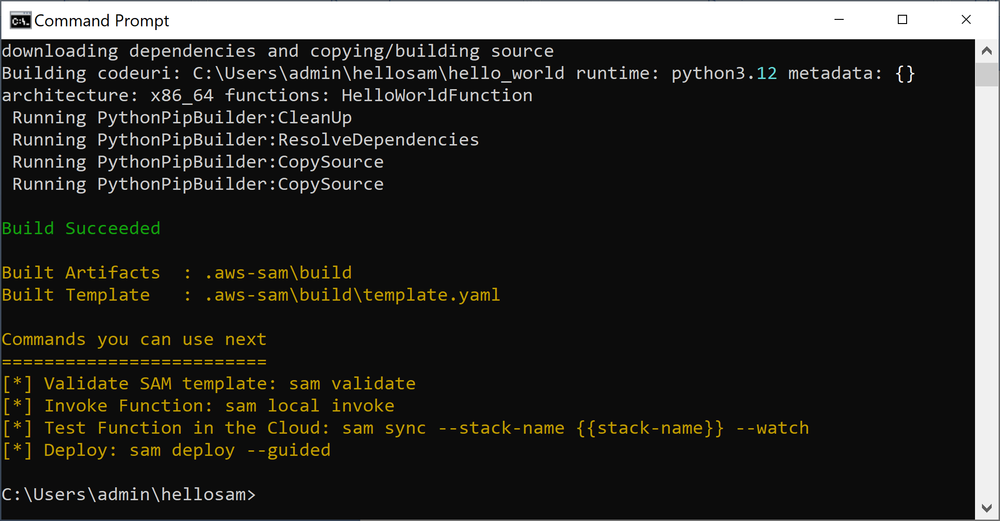 Command Prompt
downloading dependencies and copying/building source
Building codeuri: C:\Users\admin\hellosam\hello_world runtime: python3.12 metadata: {}
architecture: x86_64 functions: HelloWorldFunction
 Running PythonPipBuilder:CleanUp
 Running PythonPipBuilder:ResolveDependencies
 Running PythonPipBuilder:CopySource
 Running PythonPipBuilder:CopySource
Build Succeeded
Built Artifacts  : .aws-sam\build
Built Template   : .aws-sam\build\template.yaml
Commands you can use next
=========================
[*] Validate SAM template: sam validate
[*] Invoke Function: sam local invoke
[*] Test Function in the Cloud: sam sync --stack-name {{stack-name}} --watch
[*] Deploy: sam deploy --guided
C:\Users\admin\hellosam>